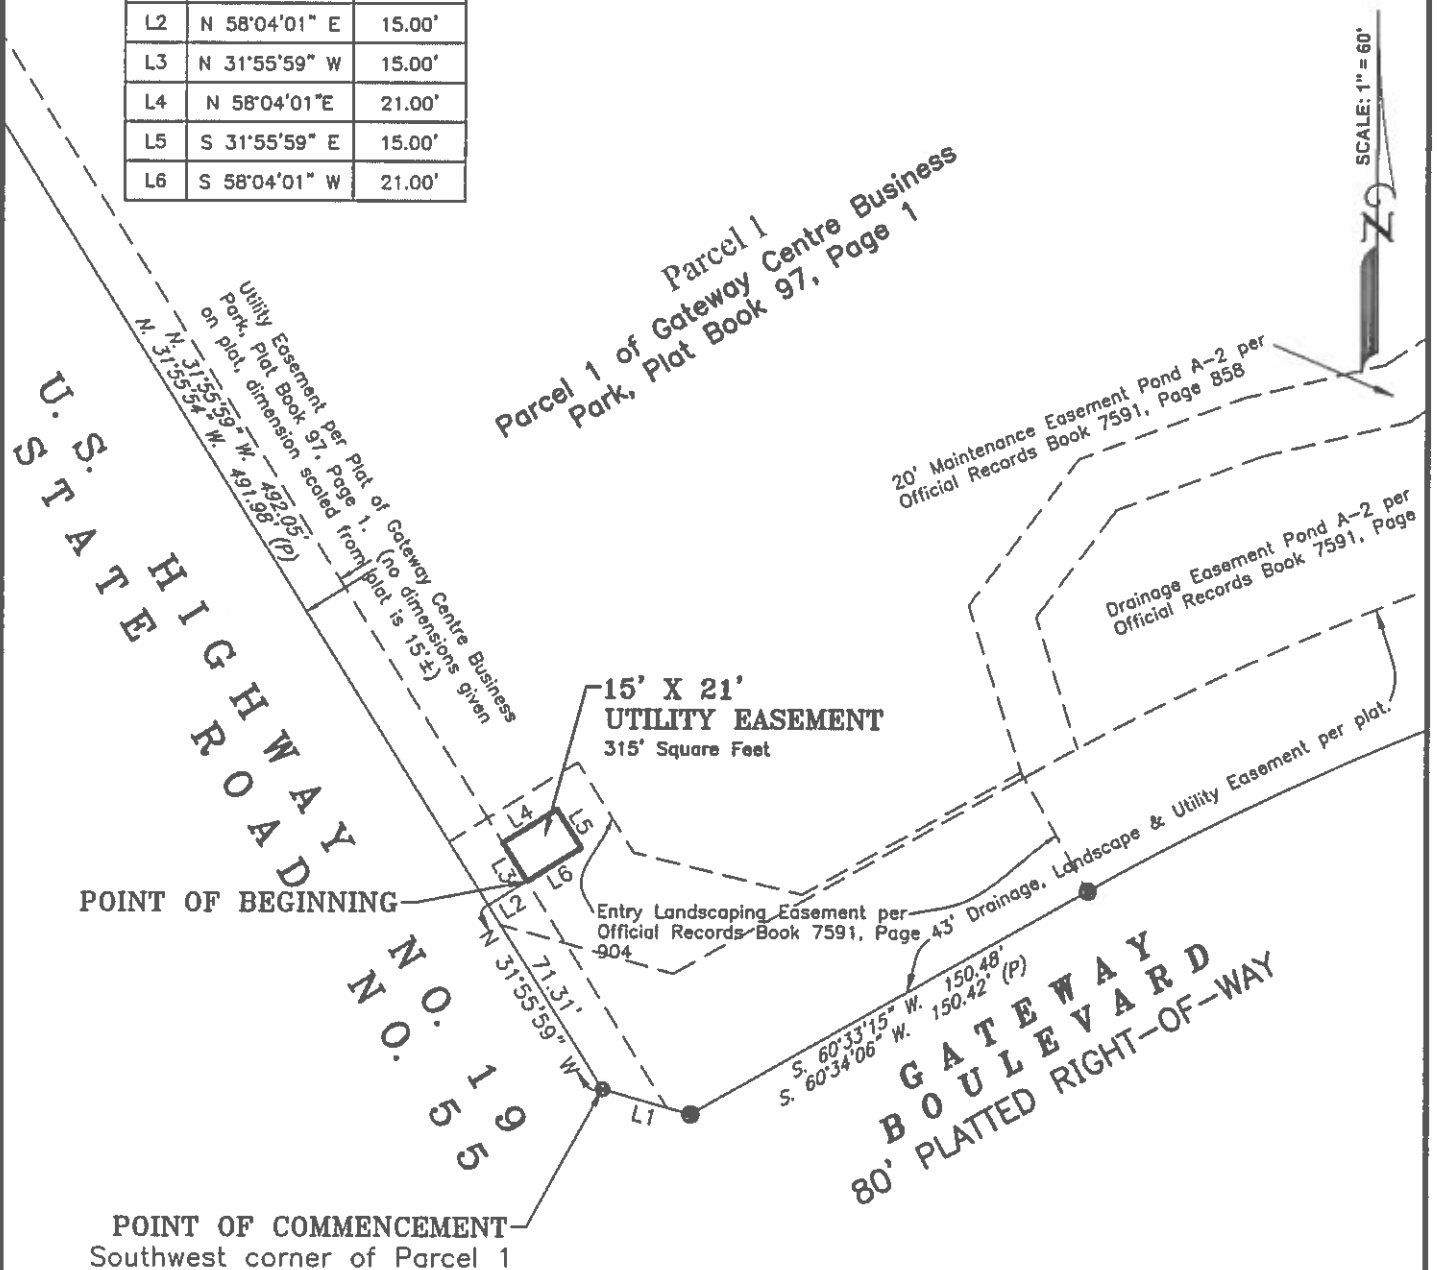 L2 N 58°04'01" E 15.00'
L3 N 31°55'59" W 15.00'
L4 N 58°04'01"E 21.00'
L5 S 31°55'59" E 15.00'
L6 S 58°04'01" W 21.00'
SCALE: 1" = 60'
Parcel 1
Parcel 1 of Gateway Centre Business
Park, Plat Book 97, Page 1
Utility Easement per Plat of Gateway Centre Business
Park, Plat Book 97, Page 1. (no dimensions given
on plat, dimension scaled from plat is 15'±)
N. 31°55'59" W. 492.05'
N. 31°55'54" W. 491.98' (P)
U. S. HIGHWAY NO. 19
STATE ROAD NO. 55
20' Maintenance Easement Pond A-2 per
Official Records Book 7591, Page 858
Drainage Easement Pond A-2 per
Official Records Book 7591, Page
15' X 21'
UTILITY EASEMENT
315' Square Feet
L4
L5
L3
L6
L2
POINT OF BEGINNING
Entry Landscaping Easement per
Official Records Book 7591, Page
904
43' Drainage, Landscape & Utility Easement per plat.
71.31'
N 31°55'59" W
S. 60°33'15" W. 150.48'
S. 60°34'06" W. 150.42' (P)
GATEWAY
BOULEVARD
80' PLATTED RIGHT-OF-WAY
L1
POINT OF COMMENCEMENT
Southwest corner of Parcel 1